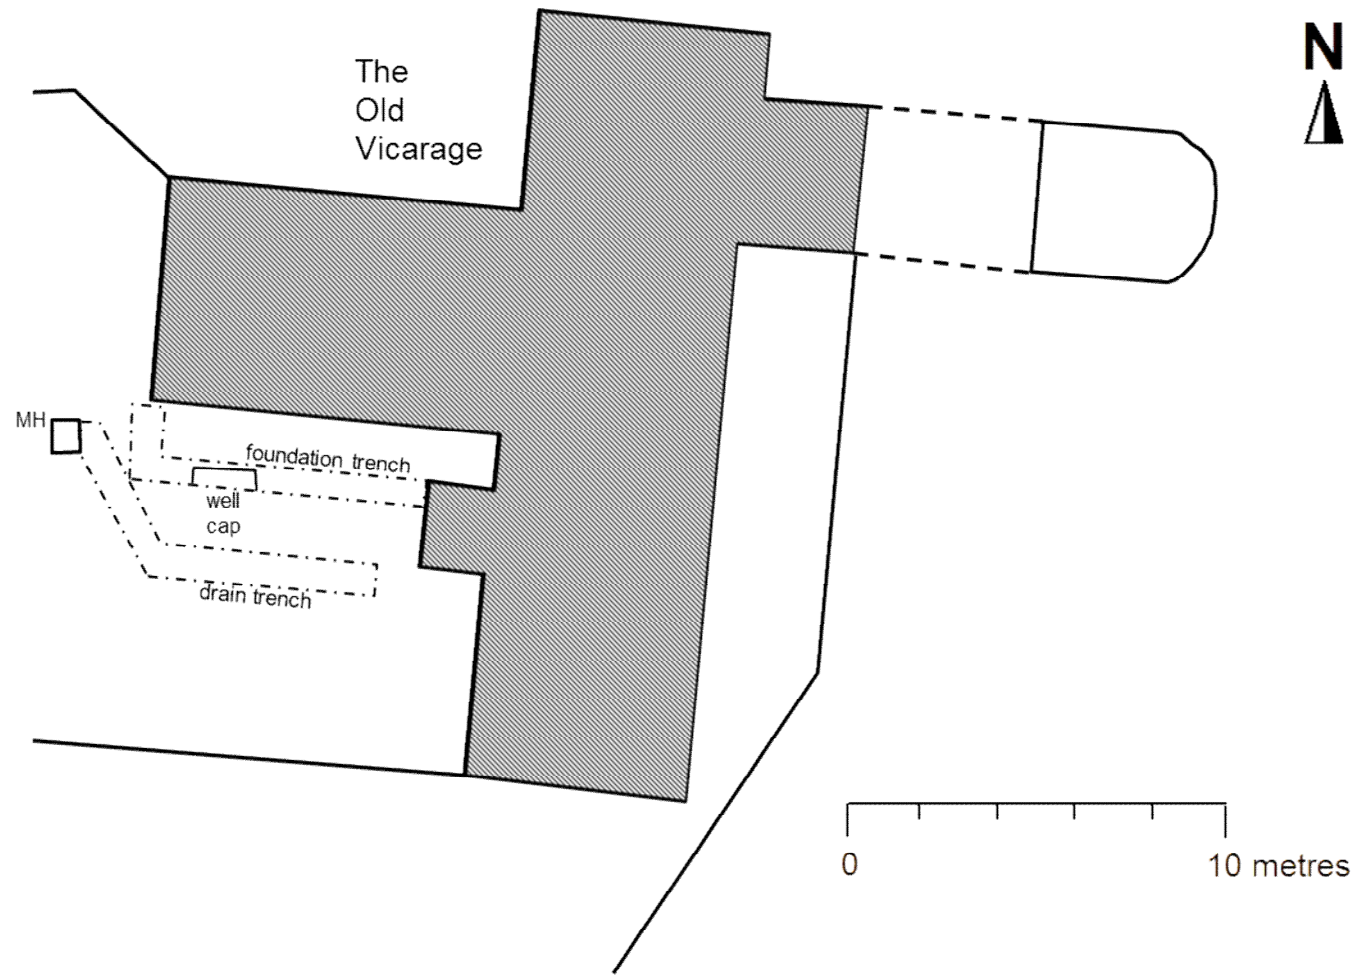 The
Old
Vicarage
N
MH
foundation trench
well
cap
drain trench
0
10 metres